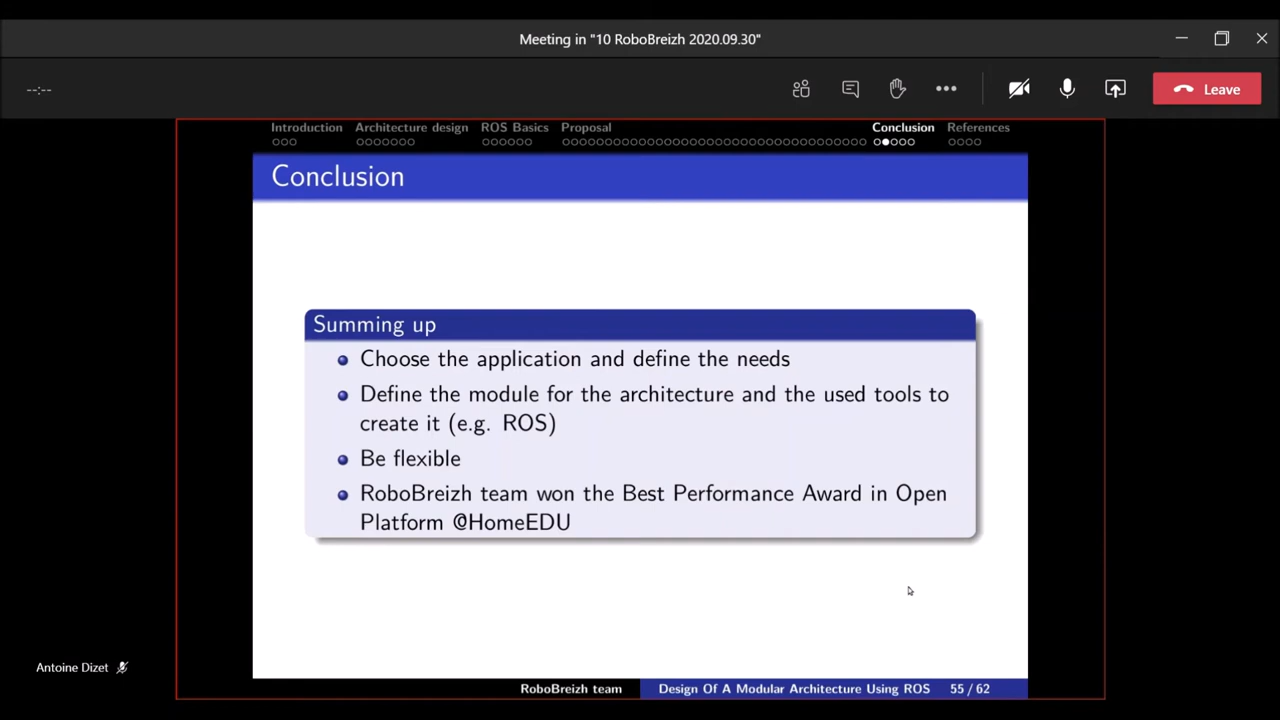 Meeting in "10 RoboBreizh 2020.09.30"
--:--
Leave
Introduction Architecture design ROS Basics Proposal Conclusion References
Conclusion
Summing up
Choose the application and define the needs
Define the module for the architecture and the used tools to
create it (e.g. ROS)
Be flexible
RoboBreizh team won the Best Performance Award in Open
Platform @HomeEDU
Antoine Dizet
RoboBreizh team Design Of A Modular Architecture Using ROS 55 / 62